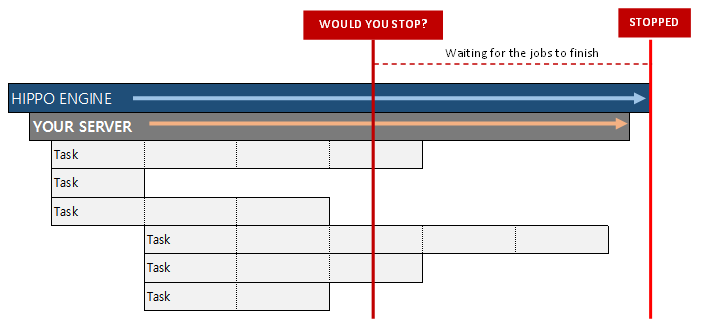 WOULD YOU STOP?
STOPPED
Waiting for the jobs to finish
HIPPO ENGINE
YOUR SERVER
Task
Task
Task
Task
Task
Task